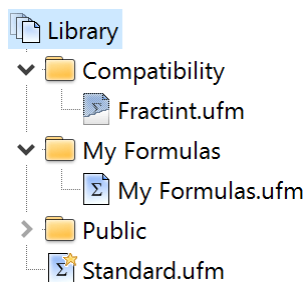 Library
Compatibility
Fractint.ufm
My Formulas
My Formulas.ufm
Public
Standard.ufm